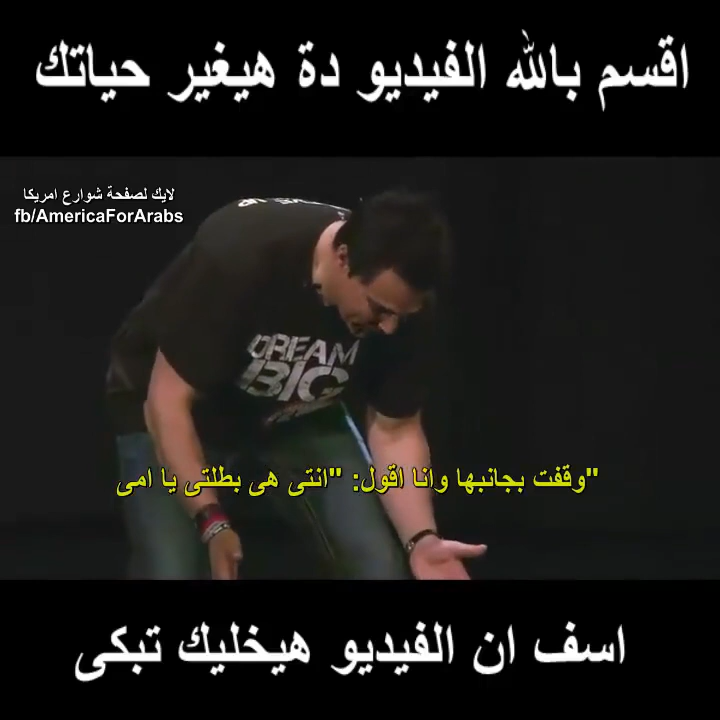 اقسم بالله الفيديو دة هيغير حياتك
لايك لصفحة شوارع امريكا
fb/AmericaForArabs
DREAM
BIG
"وقفت بجانبها وانا اقول: "انتى هى بطلتى يا امى
اسف ان الفيديو هيخليك تبكى